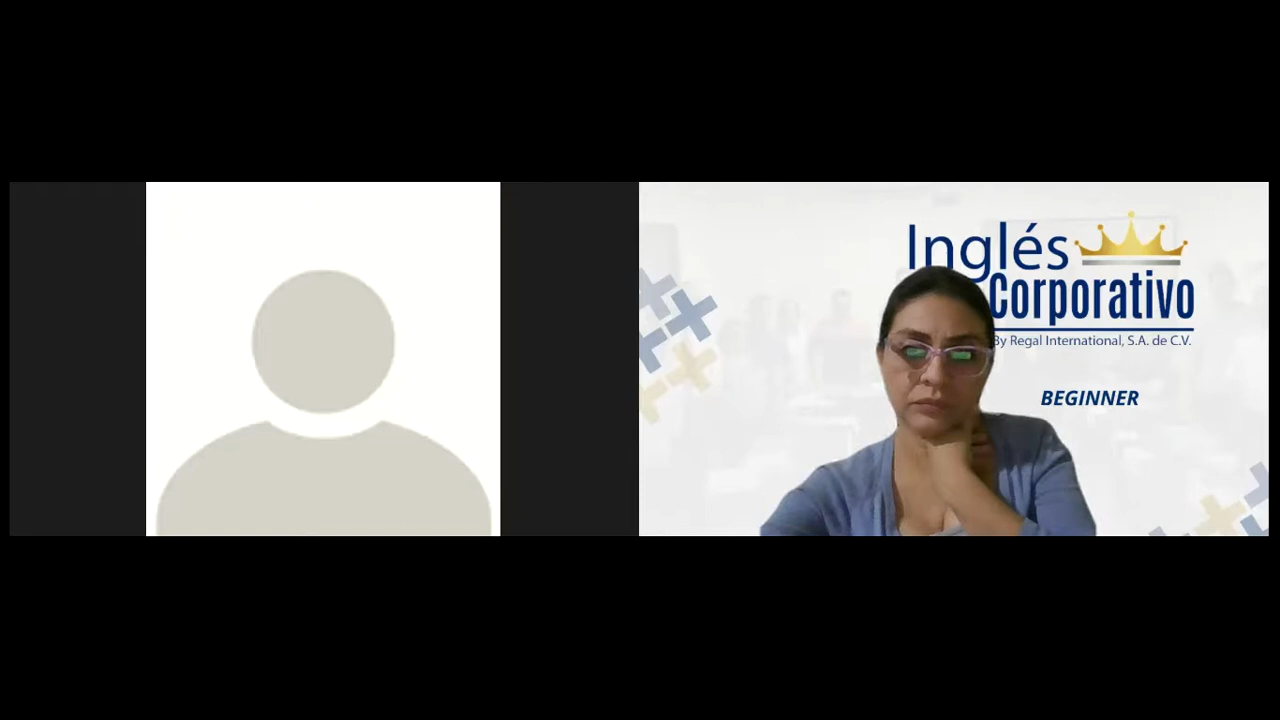 Inglés
Corporativo
By Regal International, S.A. de C.V.
BEGINNER